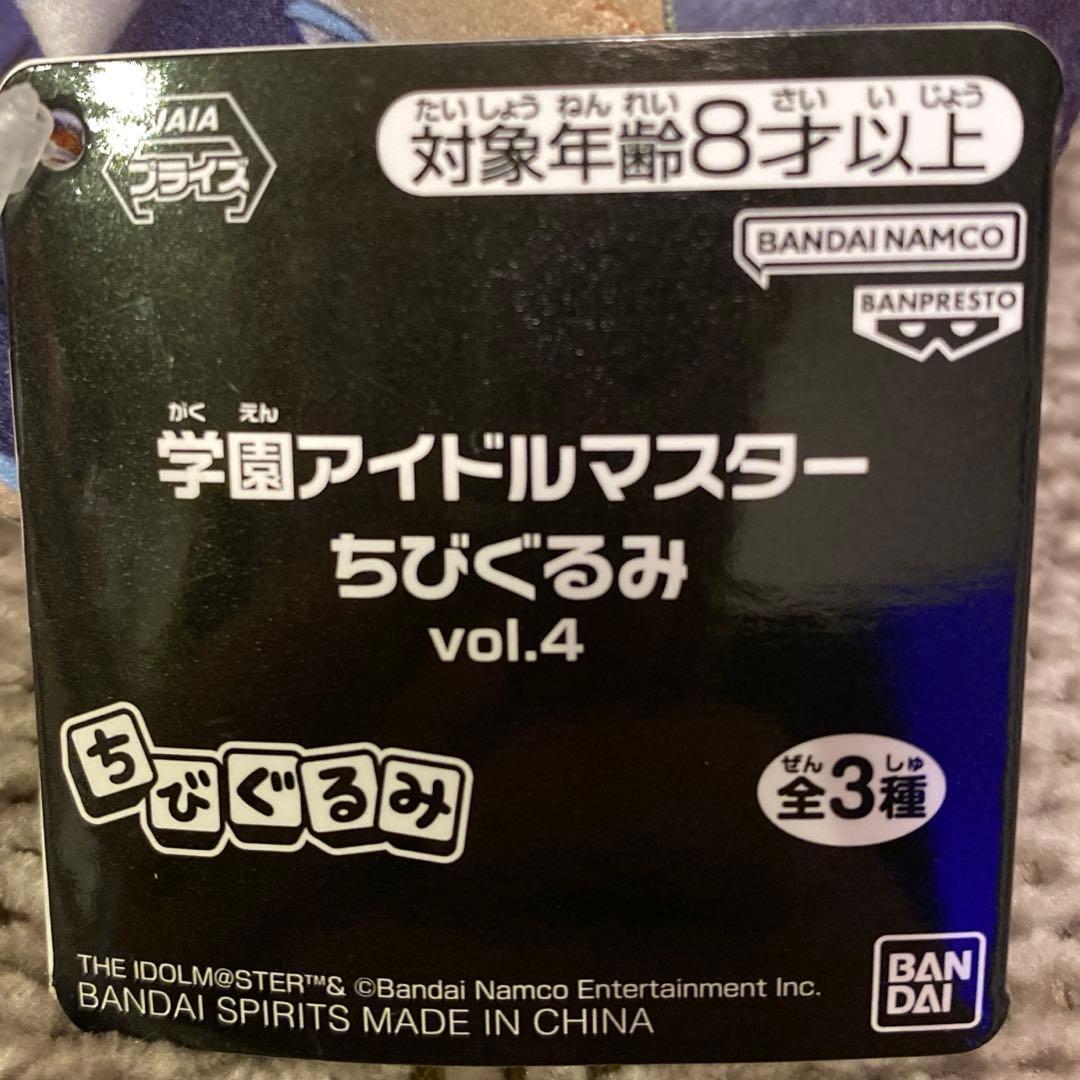 JAIA
プライズ
たいしょうねんれい さいいじょう
対象年齢8才以上
BANDAI NAMCO
BANPRESTO
がくえん
学園アイドルマスター
ちびぐるみ
vol.4
ちびぐるみ
ぜん しゅ
全3種
THE IDOLM@STER™& ©Bandai Namco Entertainment Inc.
BANDAI SPIRITS MADE IN CHINA
BAN
DAI